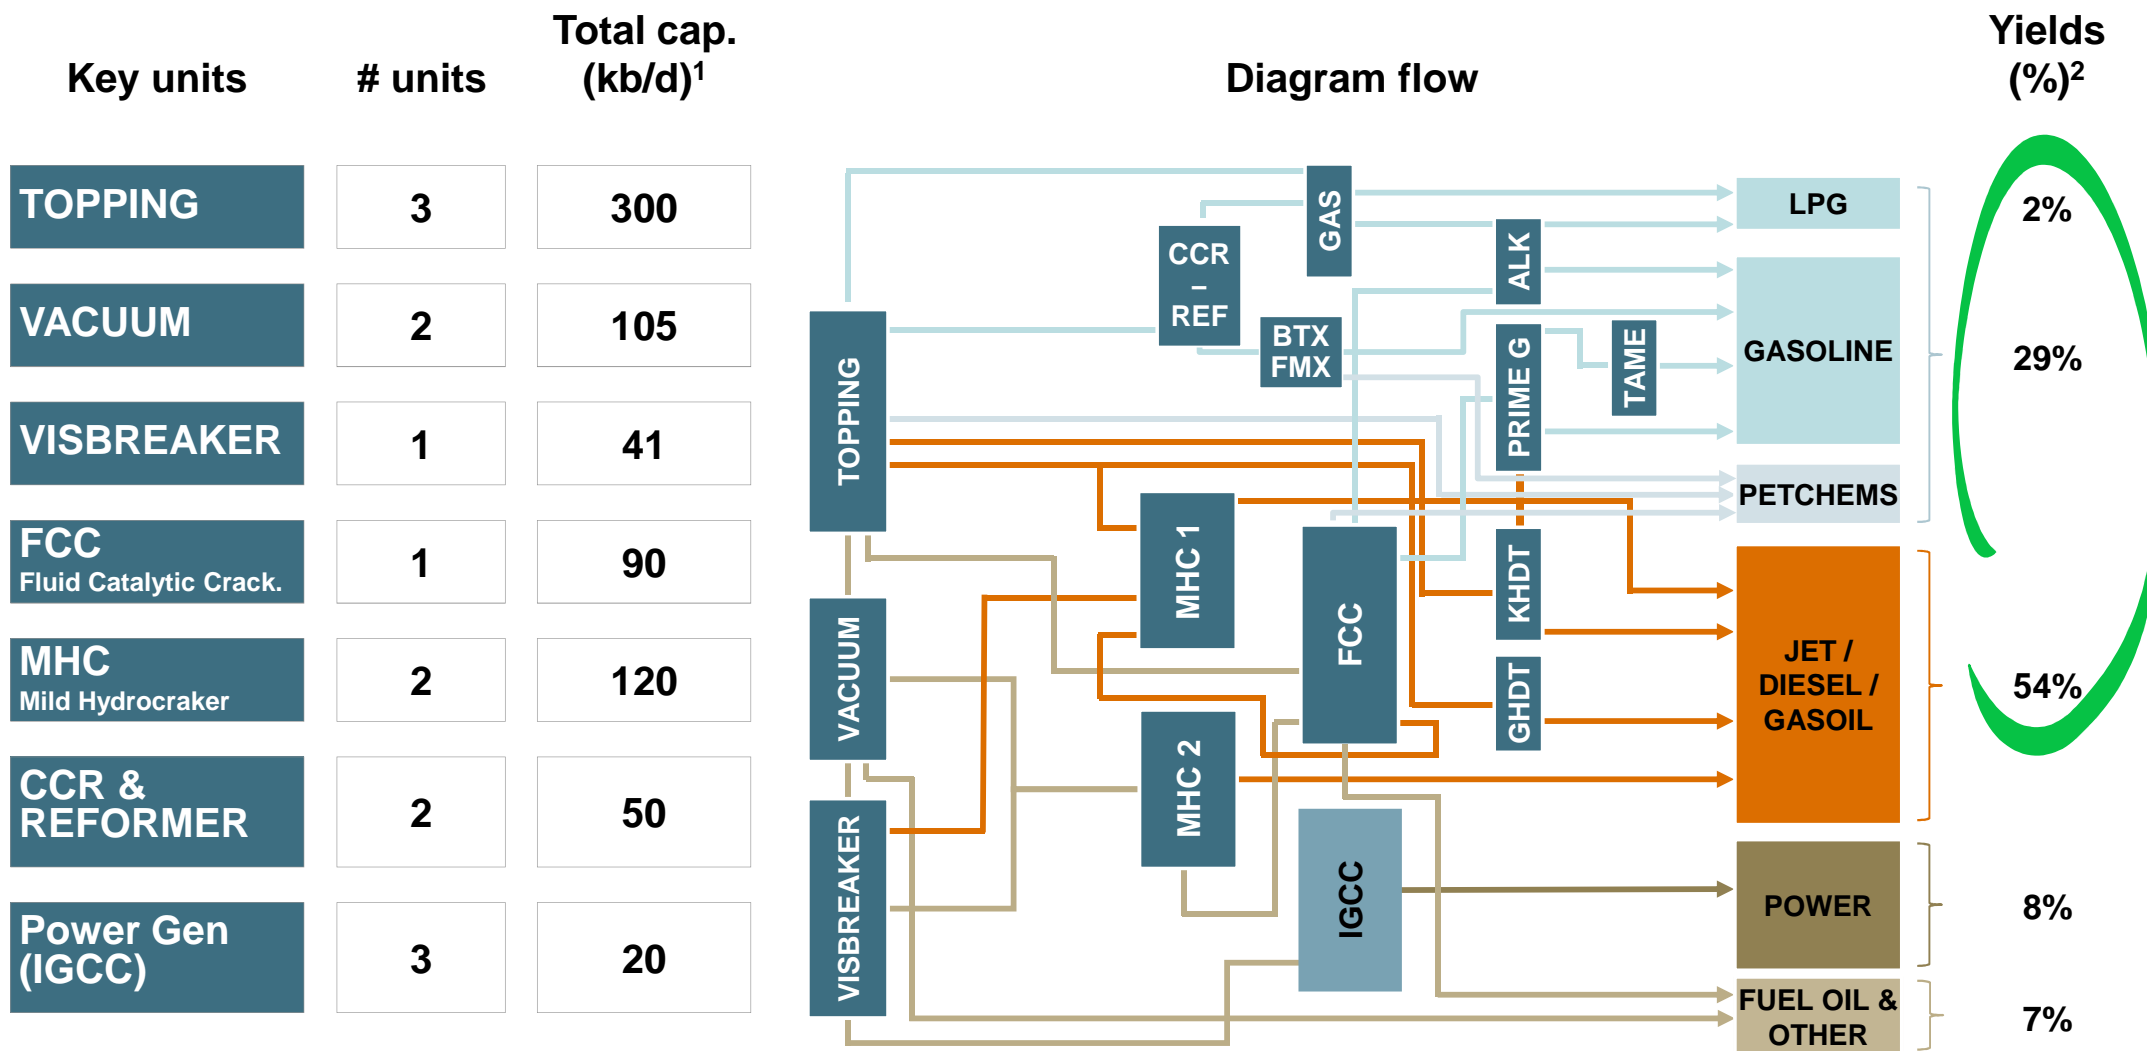 Key units
# units
Total cap.
(kb/d)1
Diagram flow
Yields
(%)2
TOPPING
3
300
VACUUM
2
105
VISBREAKER
1
41
FCC
Fluid Catalytic Crack.
1
90
MHC
Mild Hydrocraker
2
120
CCR &
REFORMER
2
50
Power Gen
(IGCC)
3
20
TOPPING
VACUUM
VISBREAKER
CCR
–
REF
BTX
FMX
GAS
ALK
PRIME G
TAME
MHC 1
MHC 2
FCC
KHDT
GHDT
IGCC
LPG
GASOLINE
PETCHEMS
JET /
DIESEL /
GASOIL
POWER
FUEL OIL &
OTHER
2%
29%
54%
8%
7%